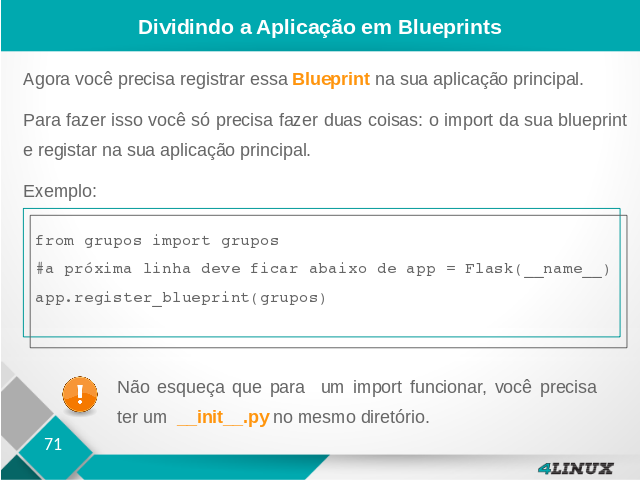 Dividindo a Aplicação em Blueprints
Agora você precisa registrar essa Blueprint na sua aplicação principal.
Para fazer isso você só precisa fazer duas coisas: o import da sua blueprint
e registar na sua aplicação principal.
Exemplo:
from grupos import grupos
#a próxima linha deve ficar abaixo de app = Flask(__name__)
app.register_blueprint(grupos)
Não esqueça que para um import funcionar, você precisa
ter um __init__.py no mesmo diretório.
71
4LINUX